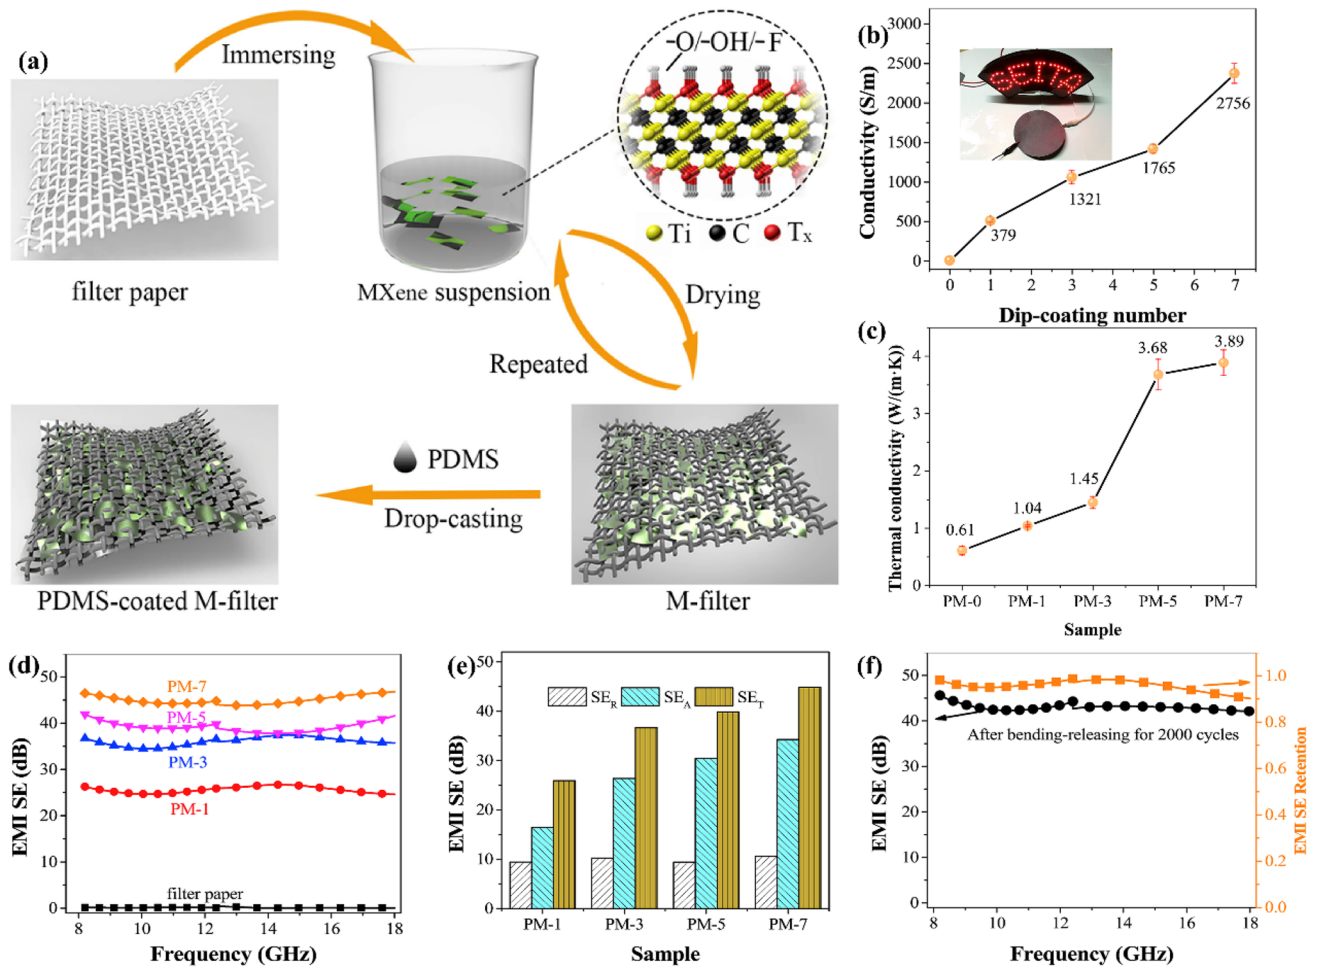 (a)
Immersing
filter paper
MXene suspension
–O/–OH/–F
Ti C Tx
Drying
Repeated
PDMS
Drop-casting
PDMS-coated M-filter
M-filter
(b)
Conductivity (S/m)
3000
2500
2000
1500
1000
500
0
SEITA
379
1321
1765
2756
0 1 2 3 4 5 6 7
Dip-coating number
(c)
Thermal conductivity (W/(m·K))
4
3
2
1
0
0.61
1.04
1.45
3.68
3.89
PM-0 PM-1 PM-3 PM-5 PM-7
Sample
(d)
EMI SE (dB)
50
40
30
20
10
0
PM-7
PM-5
PM-3
PM-1
filter paper
8 10 12 14 16 18
Frequency (GHz)
(e)
EMI SE (dB)
50
40
30
20
10
0
SER SEA SET
PM-1 PM-3 PM-5 PM-7
Sample
(f)
EMI SE (dB)
50
40
30
20
10
0
After bending-releasing for 2000 cycles
1.0
0.8
0.6
0.4
0.2
0.0
EMI SE Retention
8 10 12 14 16 18
Frequency (GHz)